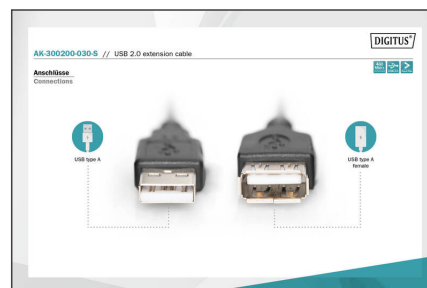 DIGITUS®
AK-300200-030-S // USB 2.0 extension cable
Anschlüsse
Connections
USB type A
USB type A
female